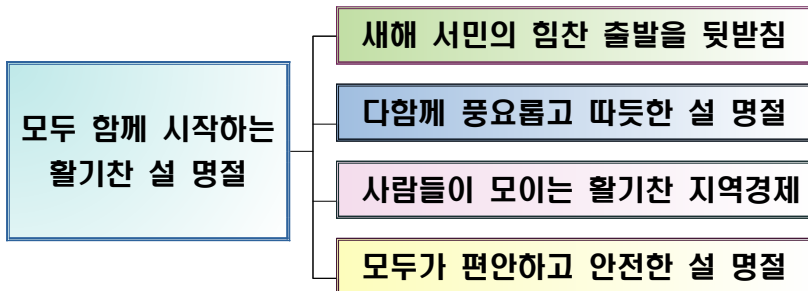 모두 함께 시작하는
활기찬 설 명절
새해 서민의 힘찬 출발을 뒷받침
다함께 풍요롭고 따듯한 설 명절
사람들이 모이는 활기찬 지역경제
모두가 편안하고 안전한 설 명절